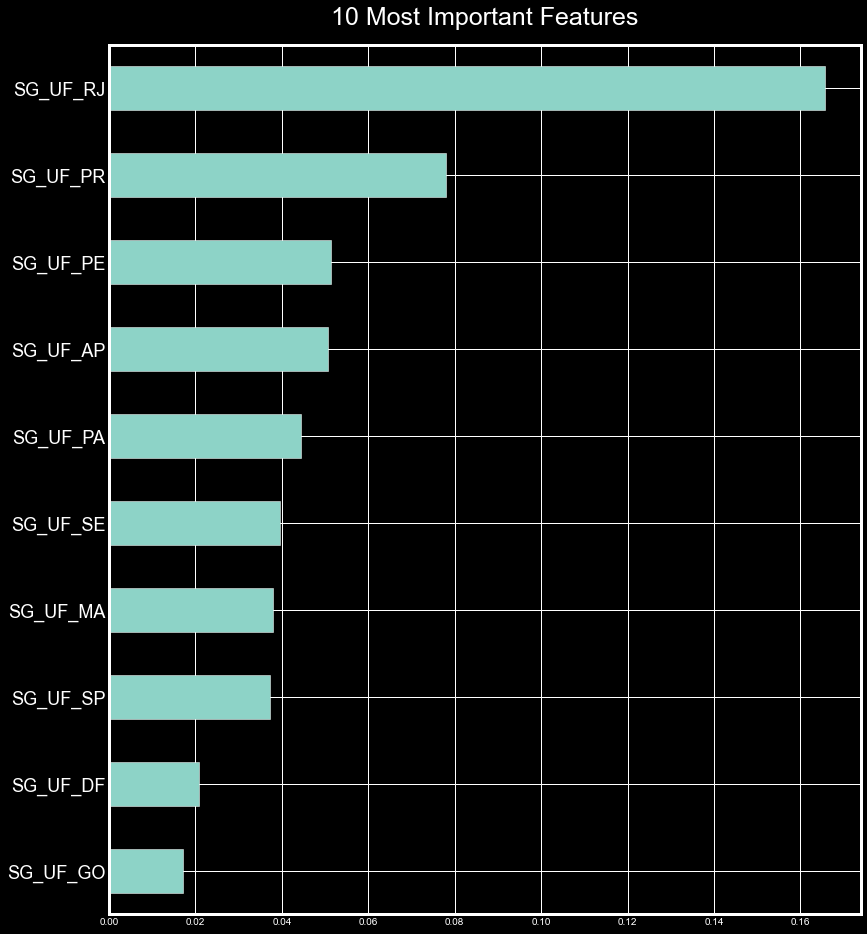 10 Most Important Features
SG_UF_RJ
SG_UF_PR
SG_UF_PE
SG_UF_AP
SG_UF_PA
SG_UF_SE
SG_UF_MA
SG_UF_SP
SG_UF_DF
SG_UF_GO
0.00 0.02 0.04 0.06 0.08 0.10 0.12 0.14 0.16